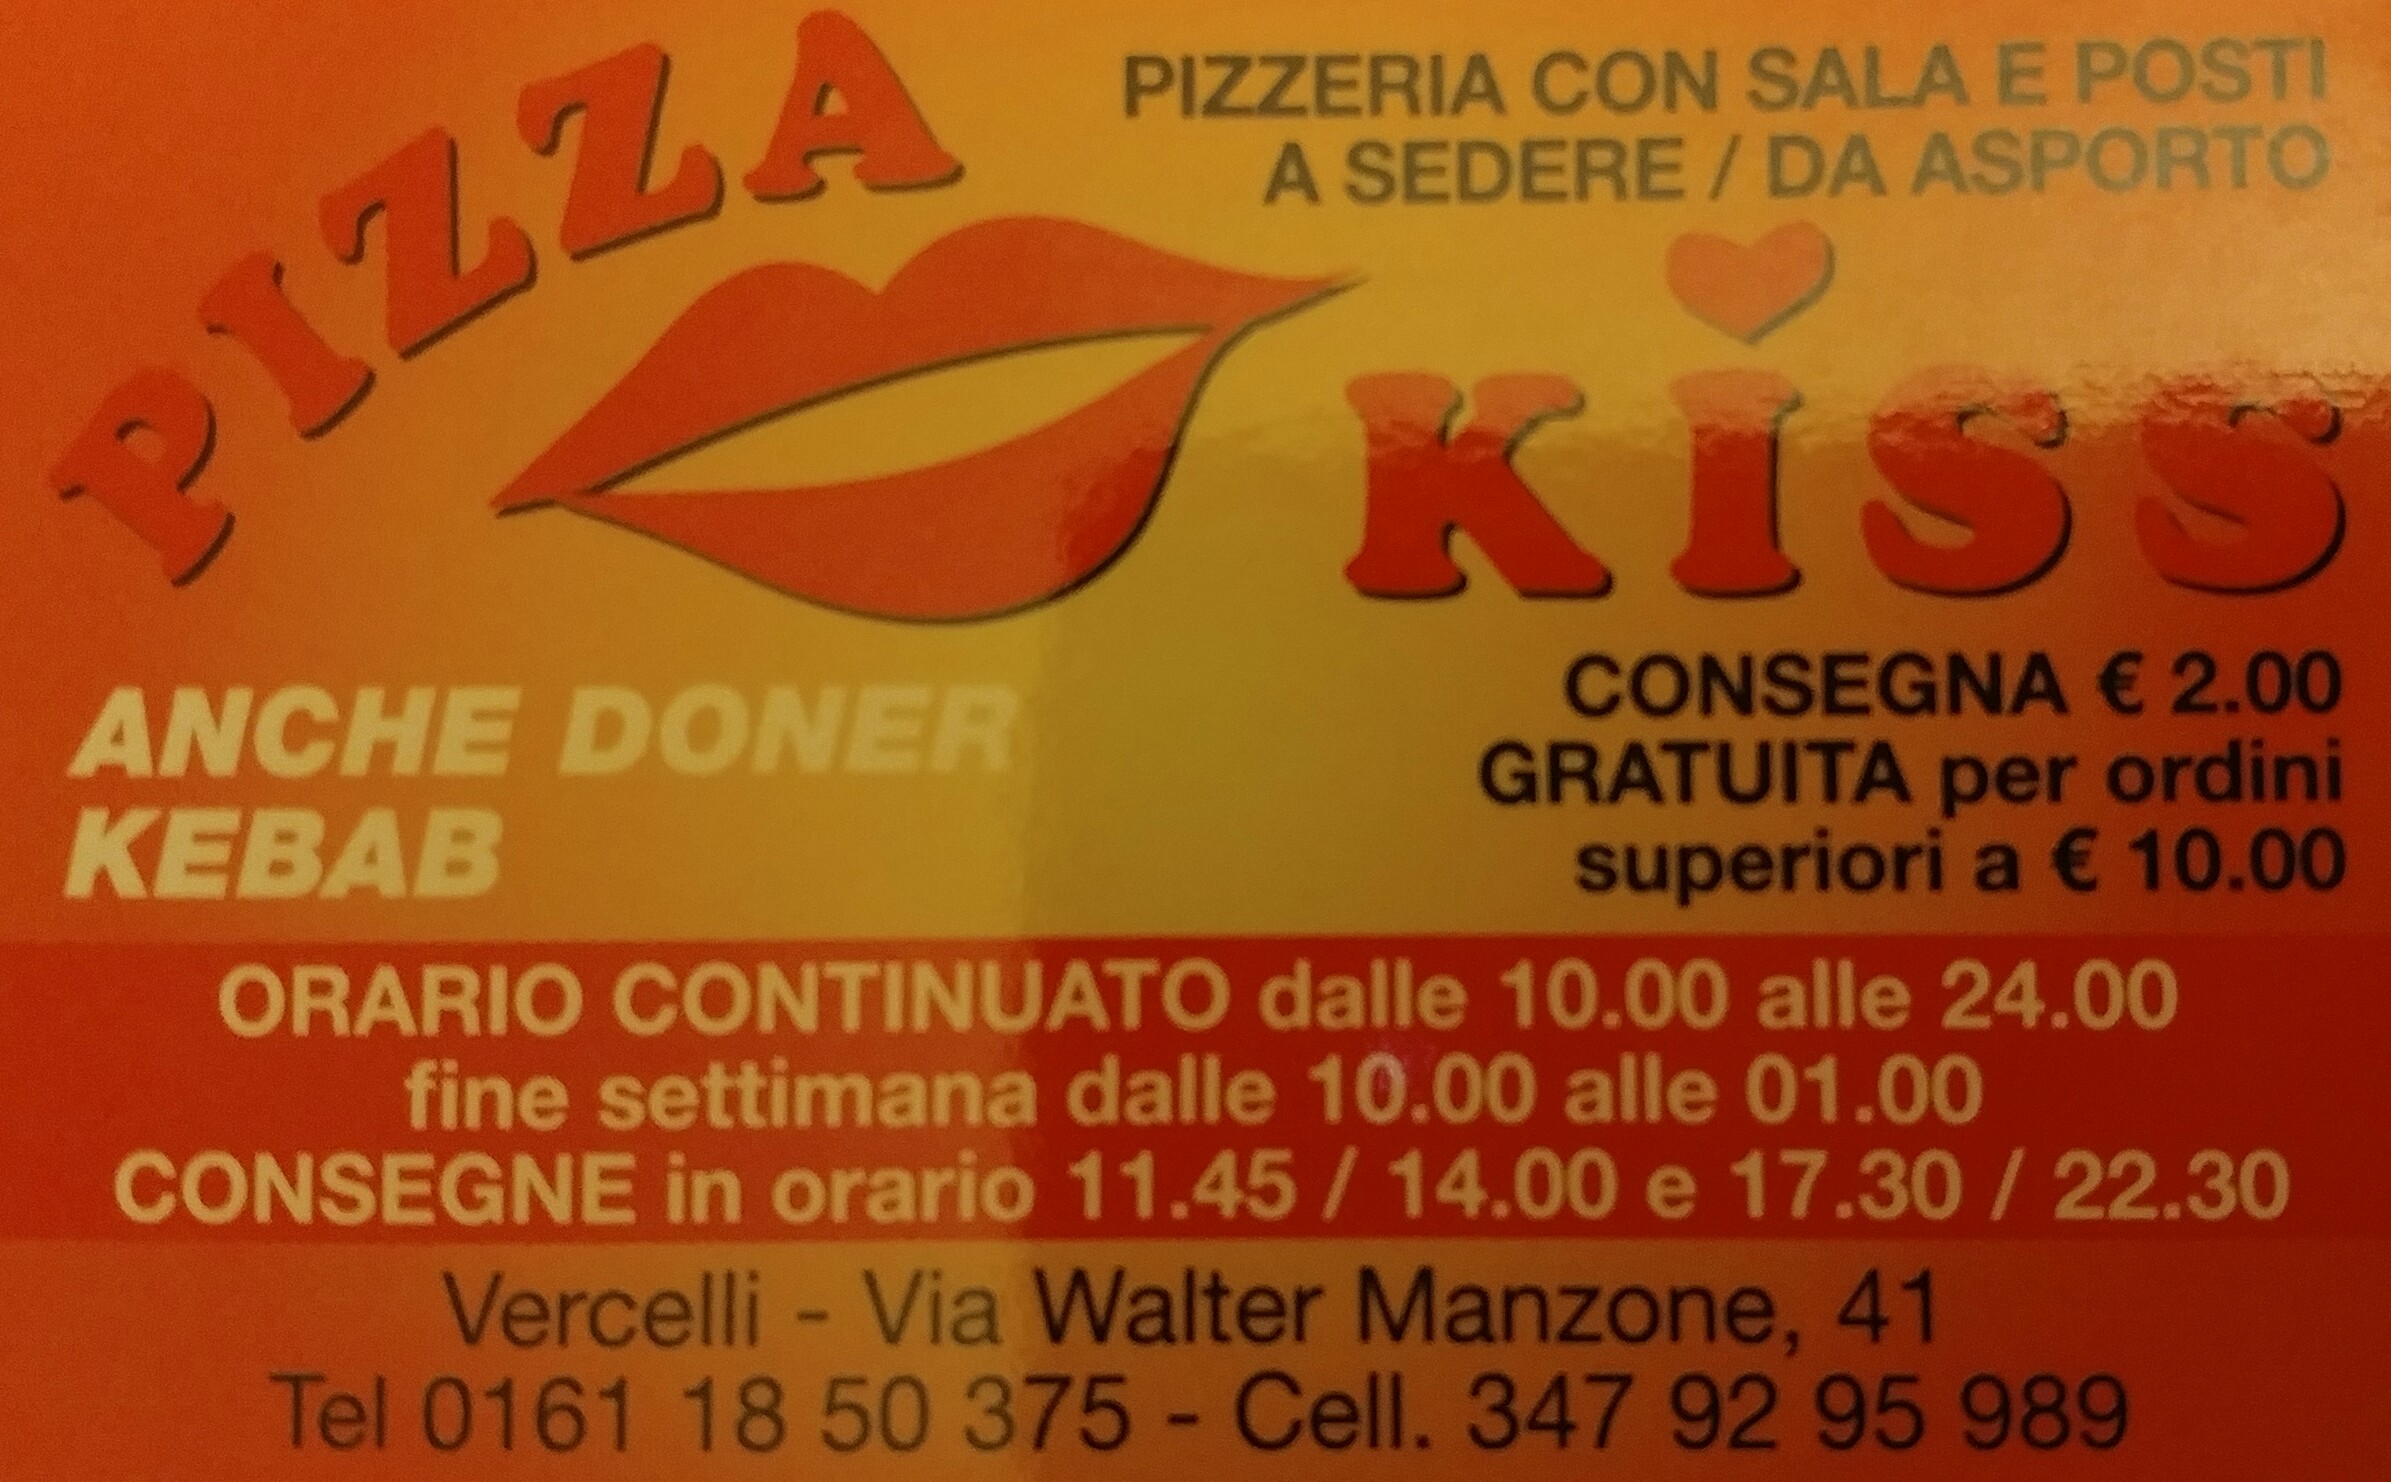 PIZZA
PIZZERIA CON SALA E POSTI
A SEDERE / DA ASPORTO
KiSS
ANCHE DONER
KEBAB
CONSEGNA € 2.00
GRATUITA per ordini
superiori a € 10.00
ORARIO CONTINUATO dalle 10.00 alle 24.00
fine settimana dalle 10.00 alle 01.00
CONSEGNE in orario 11.45 / 14.00 e 17.30 / 22.30
Vercelli - Via Walter Manzone, 41
Tel 0161 18 50 375 - Cell. 347 92 95 989